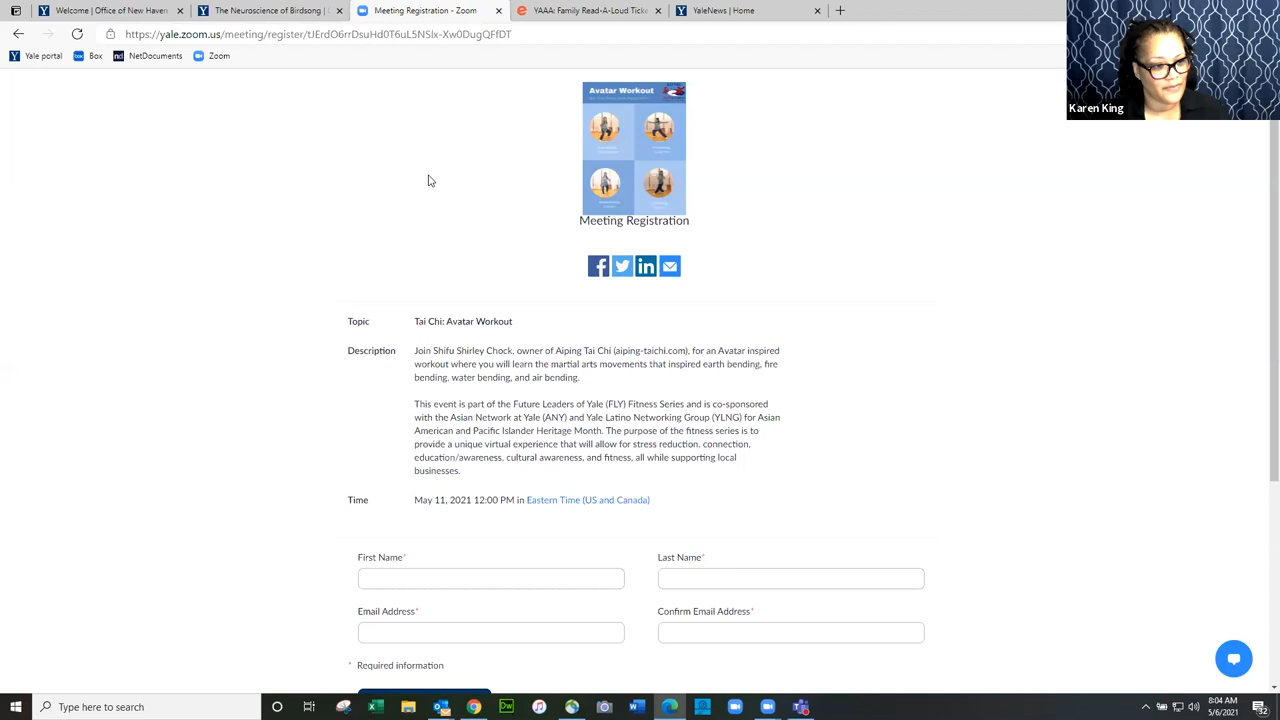 Welcome | Office of New Haven
The Neuroscience of Birdsong |
Meeting Registration - Zoom
YAAA: Family Read-A-Loud Ticke
YaleNews | Home
https://yale.zoom.us/meeting/register/tJErdO6rrDsuHd0T6uL5NSlx-Xw0DugQFfDT
Yale portal
Box
NetDocuments
Zoom
Karen King
Avatar Workout
Meeting Registration
Topic
Tai Chi: Avatar Workout
Description
Join Shifu Shirley Chock, owner of Aiping Tai Chi (aiping-taichi.com), for an Avatar inspired
workout where you will learn the martial arts movements that inspired earth bending, fire
bending, water bending, and air bending.
This event is part of the Future Leaders of Yale (FLY) Fitness Series and is co-sponsored
with the Asian Network at Yale (ANY) and Yale Latino Networking Group (YLNG) for Asian
American and Pacific Islander Heritage Month. The purpose of the fitness series is to
provide a unique virtual experience that will allow for stress reduction, connection,
education/awareness, cultural awareness, and fitness, all while supporting local
businesses.
Time
May 11, 2021 12:00 PM in Eastern Time (US and Canada)
First Name*
Last Name*
Email Address*
Confirm Email Address*
* Required information
Type here to search
8:04 AM
5/6/2021
32